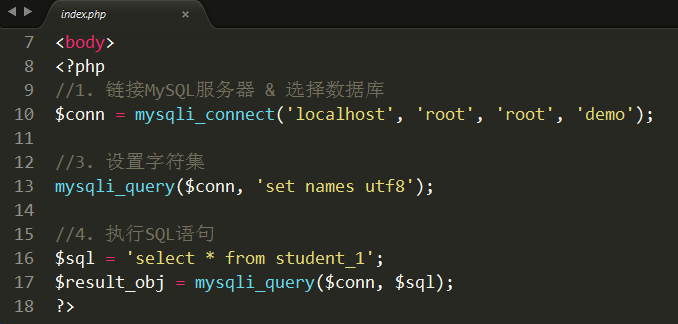 index.php
7 <body>
8 <?php
9 //1. 链接MySQL服务器 & 选择数据库
10 $conn = mysqli_connect('localhost', 'root', 'root', 'demo');
11
12 //3. 设置字符集
13 mysqli_query($conn, 'set names utf8');
14
15 //4. 执行SQL语句
16 $sql = 'select * from student_1';
17 $result_obj = mysqli_query($conn, $sql);
18 ?>